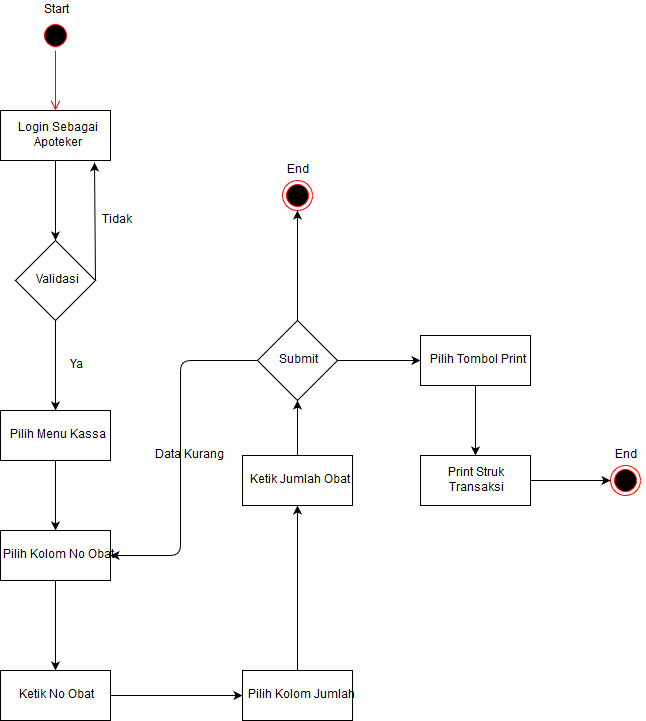 Start
Login Sebagai
Apoteker
Tidak
Validasi
Ya
Pilih Menu Kassa
Pilih Kolom No Obat
Ketik No Obat
Pilih Kolom Jumlah
Ketik Jumlah Obat
Submit
Data Kurang
End
Pilih Tombol Print
Print Struk
Transaksi
End